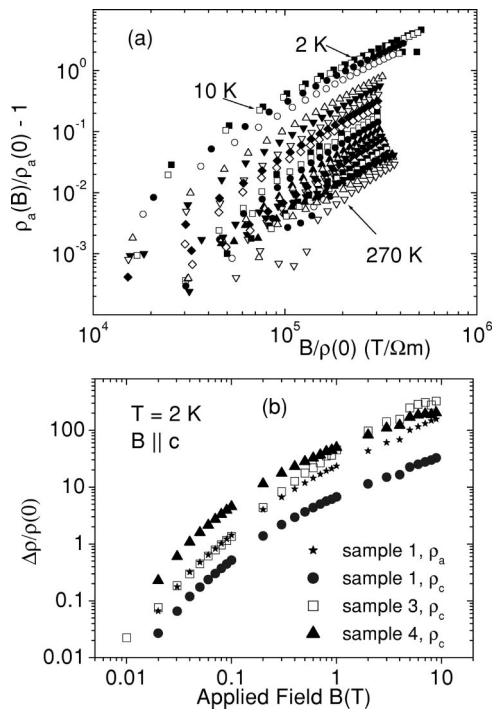 (a)
2 K
10 K
270 K
ρa(B)/ρa(0) - 1
10^0
10^-1
10^-2
10^-3
10^4
10^5
10^6
B/ρ(0) (T/Ωm)
(b)
T = 2 K
B || c
Δρ/ρ(0)
100
10
1
0.1
0.01
sample 1, ρa
sample 1, ρc
sample 3, ρc
sample 4, ρc
0.01
0.1
1
10
Applied Field B(T)